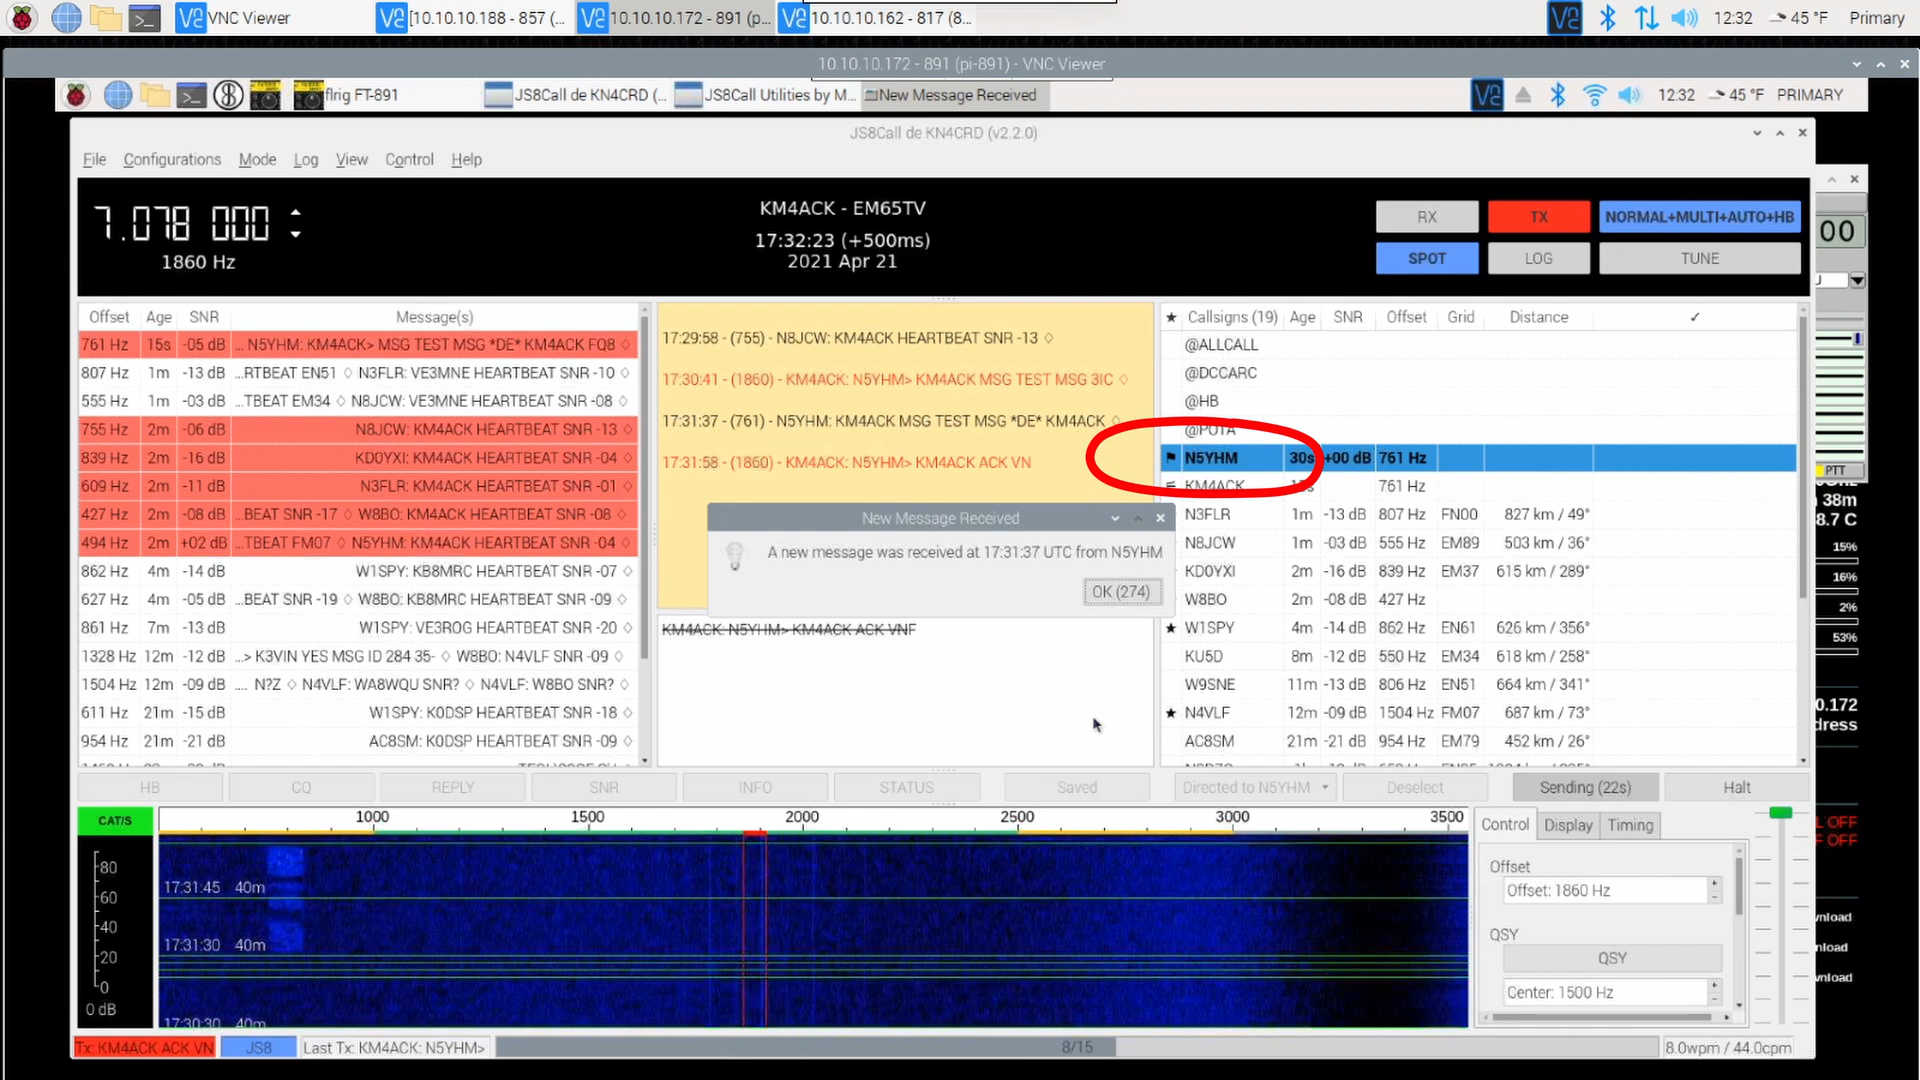 VNC Viewer
[10.10.10.188 - 857 (...
10.10.10.172 - 891 (p...
10.10.10.162 - 817 (8...
12:32
45 °F
Primary
10.10.10.172 - 891 (pi-891) - VNC Viewer
flrig FT-891
JS8Call de KN4CRD (...
JS8Call Utilities by M...
New Message Received
12:32
45 °F
PRIMARY
JS8Call de KN4CRD (v2.2.0)
File Configurations Mode Log View Control Help
7.078 000
1860 Hz
KM4ACK - EM65TV
17:32:23 (+500ms)
2021 Apr 21
RX TX NORMAL+MULTI+AUTO+HB
SPOT LOG TUNE
00
Offset Age SNR Message(s)
761 Hz 15s -05 dB ... N5YHM: KM4ACK> MSG TEST MSG *DE* KM4ACK FQ8 ♢
807 Hz 1m -13 dB ...RTBEAT EN51 ♢ N3FLR: VE3MNE HEARTBEAT SNR -10 ♢
555 Hz 1m -03 dB ...TBEAT EM34 ♢ N8JCW: VE3MNE HEARTBEAT SNR -08 ♢
755 Hz 2m -06 dB N8JCW: KM4ACK HEARTBEAT SNR -13 ♢
839 Hz 2m -16 dB KD0YXI: KM4ACK HEARTBEAT SNR -04 ♢
609 Hz 2m -11 dB N3FLR: KM4ACK HEARTBEAT SNR -01 ♢
427 Hz 2m -08 dB ...BEAT SNR -17 ♢ W8BO: KM4ACK HEARTBEAT SNR -08 ♢
494 Hz 2m +02 dB ...TBEAT FM07 ♢ N5YHM: KM4ACK HEARTBEAT SNR -04 ♢
862 Hz 4m -14 dB W1SPY: KB8MRC HEARTBEAT SNR -07 ♢
627 Hz 4m -05 dB ...BEAT SNR -19 ♢ W8BO: KB8MRC HEARTBEAT SNR -09 ♢
861 Hz 7m -13 dB W1SPY: VE3ROG HEARTBEAT SNR -20 ♢
1328 Hz 12m -12 dB ...> K3VIN YES MSG ID 284 35- ♢ W8BO: N4VLF SNR -09 ♢
1504 Hz 12m -09 dB .... N?Z ♢ N4VLF: WA8WQU SNR? ♢ N4VLF: W8BO SNR? ♢
611 Hz 21m -15 dB W1SPY: K0DSP HEARTBEAT SNR -18 ♢
954 Hz 21m -21 dB AC8SM: K0DSP HEARTBEAT SNR -09 ♢
17:29:58 - (755) - N8JCW: KM4ACK HEARTBEAT SNR -13 ♢
17:30:41 - (1860) - KM4ACK: N5YHM> KM4ACK MSG TEST MSG 3IC ♢
17:31:37 - (761) - N5YHM: KM4ACK MSG TEST MSG *DE* KM4ACK ♢
17:31:58 - (1860) - KM4ACK: N5YHM> KM4ACK ACK VN
New Message Received
A new message was received at 17:31:37 UTC from N5YHM
OK (274)
KM4ACK: N5YHM> KM4ACK ACK VNF
★ Callsigns (19) Age SNR Offset Grid Distance ✓
@ALLCALL
@DCCARC
@HB
@POTA
N5YHM 30s +00 dB 761 Hz
KM4ACK 15s 761 Hz
N3FLR 1m -13 dB 807 Hz FN00 827 km / 49°
N8JCW 1m -03 dB 555 Hz EM89 503 km / 36°
KD0YXI 2m -16 dB 839 Hz EM37 615 km / 289°
W8BO 2m -08 dB 427 Hz
★ W1SPY 4m -14 dB 862 Hz EN61 626 km / 356°
KU5D 8m -12 dB 550 Hz EM34 618 km / 258°
W9SNE 11m -13 dB 806 Hz EN51 664 km / 341°
★ N4VLF 12m -09 dB 1504 Hz FM07 687 km / 73°
AC8SM 21m -21 dB 954 Hz EM79 452 km / 26°
PTT
38m
8.7 C
15%
16%
2%
53%
0.172
dress
OFF
OFF
nload
nload
wnload
HB CQ REPLY SNR INFO STATUS Saved Directed to N5YHM Deselect Sending (22s) Halt
CAT/S
80
60
40
20
0
0 dB
1000 1500 2000 2500 3000 3500
17:31:45 40m
17:31:30 40m
17:30:30 40m
Control Display Timing
Offset
Offset: 1860 Hz
QSY
QSY
Center: 1500 Hz
Tx: KM4ACK ACK VN
JS8
Last Tx: KM4ACK: N5YHM>
8/15
8.0wpm / 44.0cpm